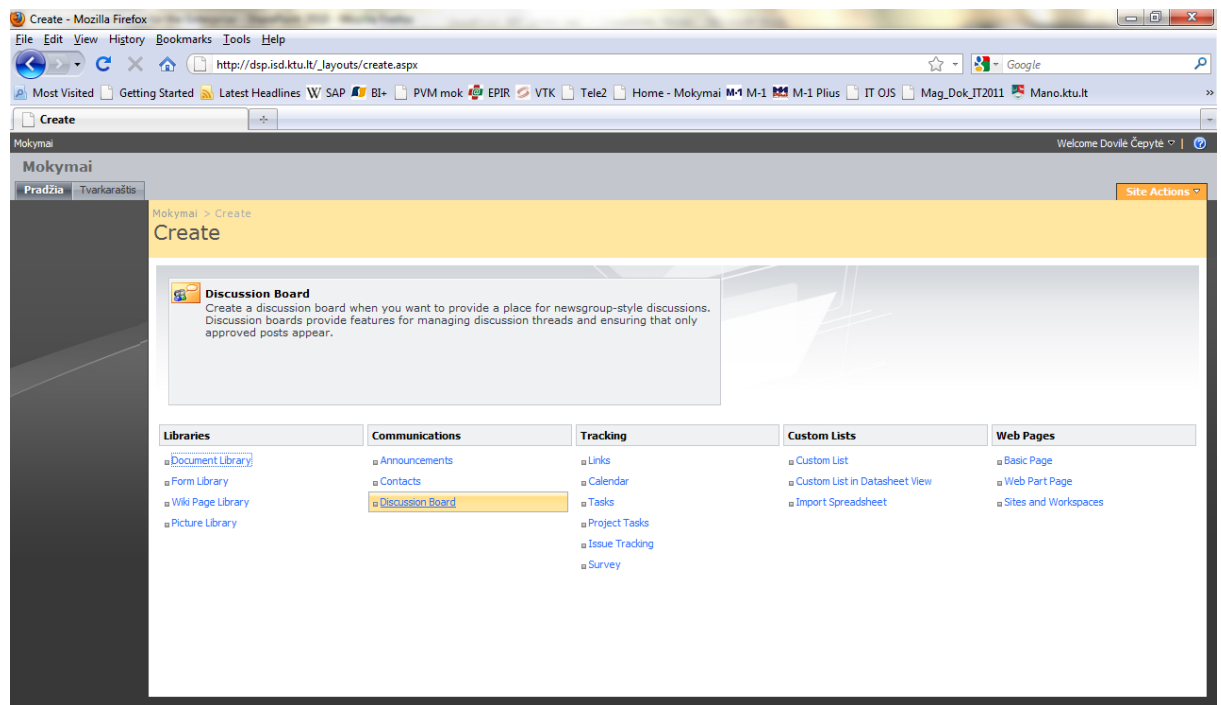 Create - Mozilla Firefox
File Edit View History Bookmarks Tools Help
http://dsp.isd.ktu.lt/_layouts/create.aspx
Google
Most Visited Getting Started Latest Headlines SAP BI+ PVM mok EPIR VTK Tele2 Home - Mokymai M-1 M-1 M-1 Plius IT OJS Mag_Dok_IT2011 Mano.ktu.lt »
Create
Mokymai
Welcome Dovilė Čepytė
Mokymai
Pradžia Tvarkaraštis
Site Actions
Mokymai > Create
Create
Discussion Board
Create a discussion board when you want to provide a place for newsgroup-style discussions.
Discussion boards provide features for managing discussion threads and ensuring that only
approved posts appear.
Libraries
Document Library
Form Library
Wiki Page Library
Picture Library
Communications
Announcements
Contacts
Discussion Board
Tracking
Links
Calendar
Tasks
Project Tasks
Issue Tracking
Survey
Custom Lists
Custom List
Custom List in Datasheet View
Import Spreadsheet
Web Pages
Basic Page
Web Part Page
Sites and Workspaces